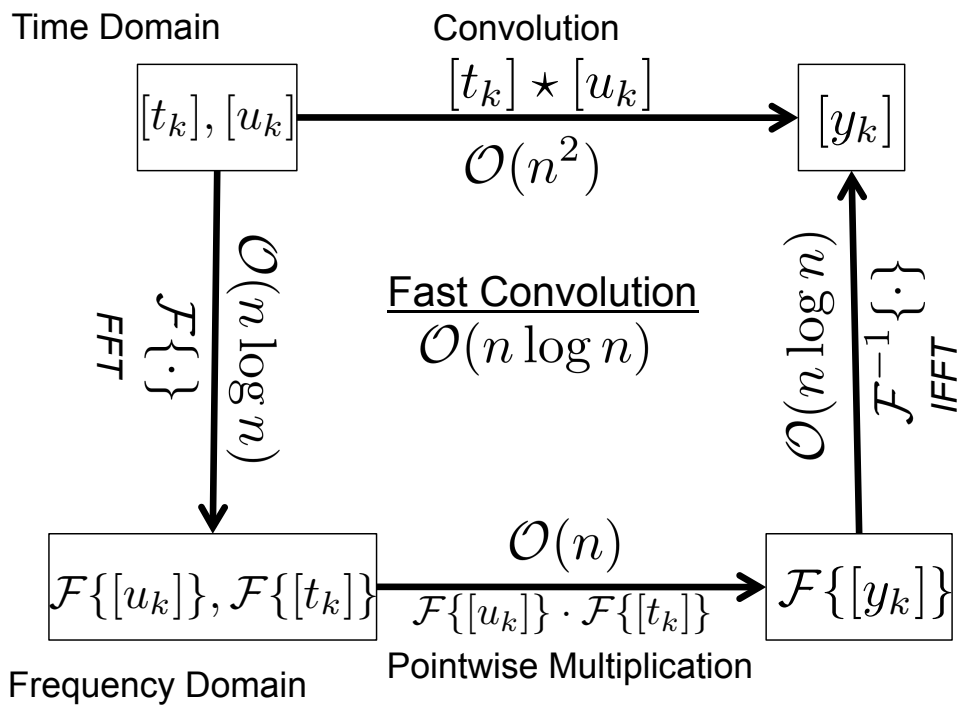 Time Domain
Convolution
[t_k], [u_k]
[t_k] ⋆ [u_k]
𝒪(n²)
[y_k]
𝒪(n log n)
ℱ{·}
FFT
Fast Convolution
𝒪(n log n)
𝒪(n log n)
ℱ⁻¹{·}
IFFT
ℱ{[u_k]}, ℱ{[t_k]}
𝒪(n)
ℱ{[u_k]} · ℱ{[t_k]}
ℱ{[y_k]}
Pointwise Multiplication
Frequency Domain